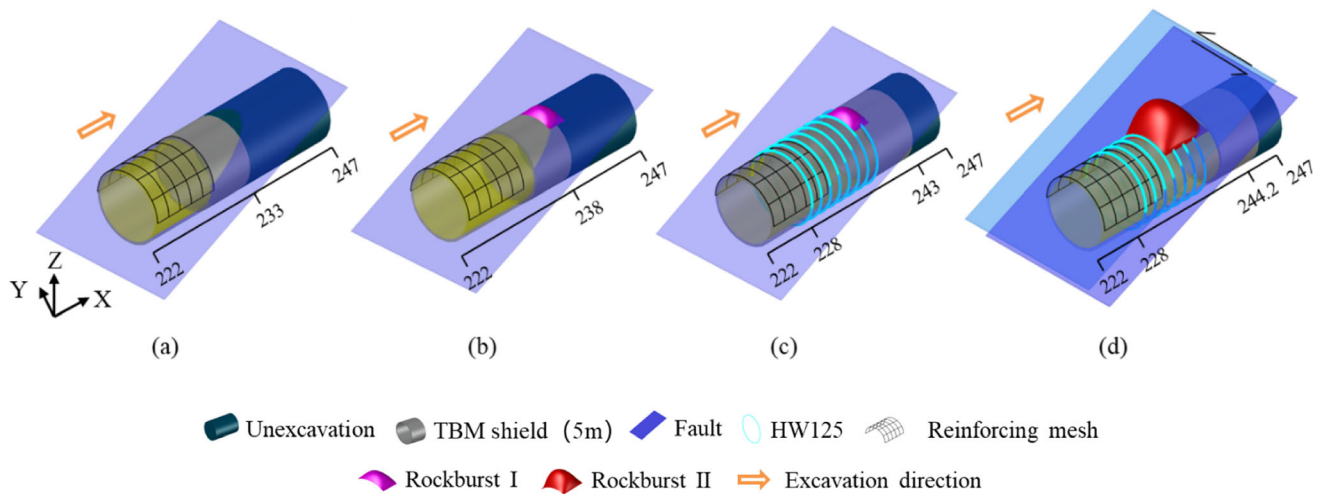 247
233
222
Z
Y
X
(a)
247
238
222
(b)
247
243
228
222
(c)
247
244.2
228
222
(d)
Unexcavation
TBM shield (5m)
Fault
HW125
Reinforcing mesh
Rockburst I
Rockburst II
Excavation direction